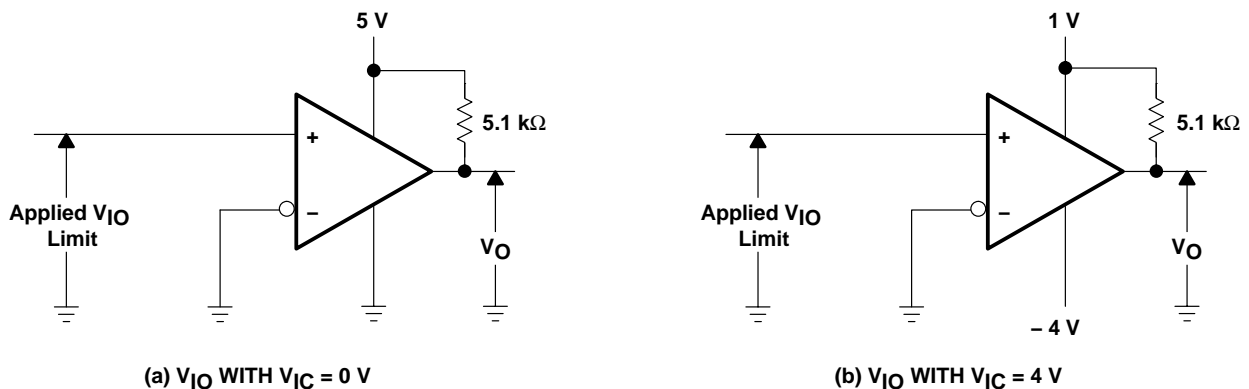 5 V
5.1 kΩ
+
−
Applied VIO
Limit
VO
(a) VIO WITH VIC = 0 V
1 V
5.1 kΩ
+
−
Applied VIO
Limit
VO
− 4 V
(b) VIO WITH VIC = 4 V